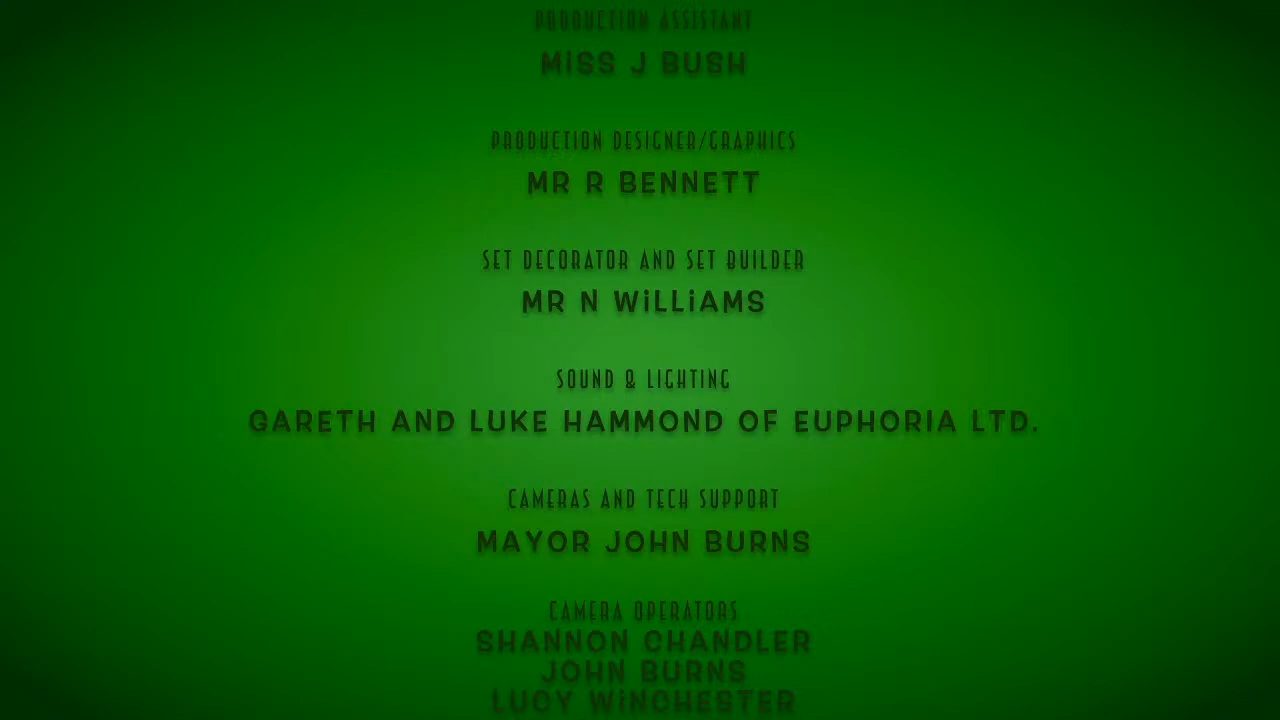 PRODUCTION ASSISTANT
MiSS J BUSH
PRODUCTION DESIGNER/GRAPHICS
MR R BENNETT
SET DECORATOR AND SET BUILDER
MR N WiLLiAMS
SOUND & LIGHTING
GARETH AND LUKE HAMMOND OF EUPHORIA LTD.
CAMERAS AND TECH SUPPORT
MAYOR JOHN BURNS
CAMERA OPERATORS
SHANNON CHANDLER
JOHN BURNS
LUCY WiNCHESTER